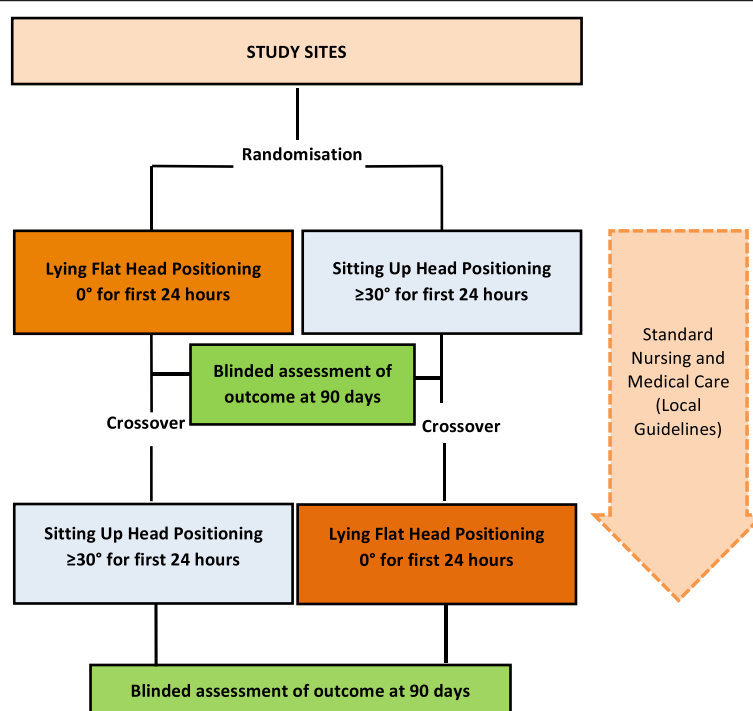 STUDY SITES
Randomisation
Lying Flat Head Positioning
0° for first 24 hours
Sitting Up Head Positioning
≥30° for first 24 hours
Standard
Nursing and
Medical Care
(Local
Guidelines)
Blinded assessment of
outcome at 90 days
Crossover
Crossover
Sitting Up Head Positioning
≥30° for first 24 hours
Lying Flat Head Positioning
0° for first 24 hours
Blinded assessment of outcome at 90 days